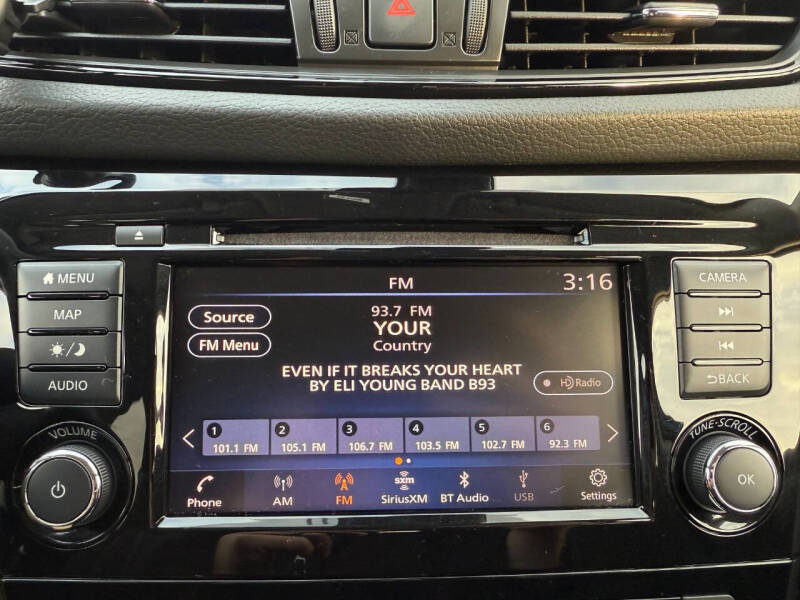 FM
3:16
MENU
MAP
AUDIO
VOLUME
Source
FM Menu
93.7 FM
YOUR
Country
EVEN IF IT BREAKS YOUR HEART
BY ELI YOUNG BAND B93
HD Radio
1
101.1 FM
2
105.1 FM
3
106.7 FM
4
103.5 FM
5
102.7 FM
6
92.3 FM
Phone
AM
FM
sxm
SiriusXM
BT Audio
USB
Settings
CAMERA
BACK
TUNE·SCROLL
OK